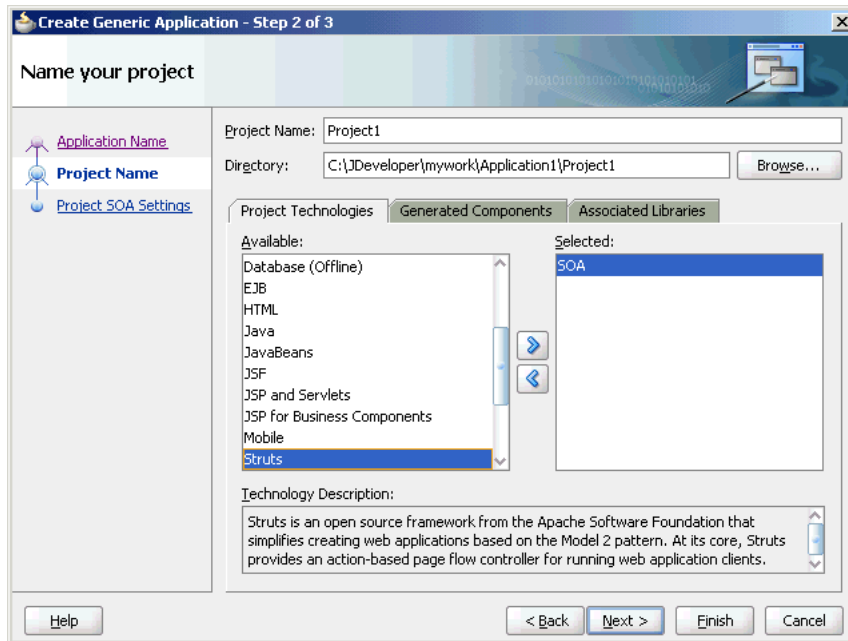 Create Generic Application - Step 2 of 3
Name your project
0101010101010101010101010101
01010101010
Application Name
Project Name
Project SOA Settings
Project Name: Project1
Directory: C:\JDeveloper\mywork\Application1\Project1 Browse...
Project Technologies Generated Components Associated Libraries
Available:
Database (Offline)
EJB
HTML
Java
JavaBeans
JSF
JSP and Servlets
JSP for Business Components
Mobile
Struts
Selected:
SOA
Technology Description:
Struts is an open source framework from the Apache Software Foundation that
simplifies creating web applications based on the Model 2 pattern. At its core, Struts
provides an action-based page flow controller for running web application clients.
Help < Back Next > Finish Cancel